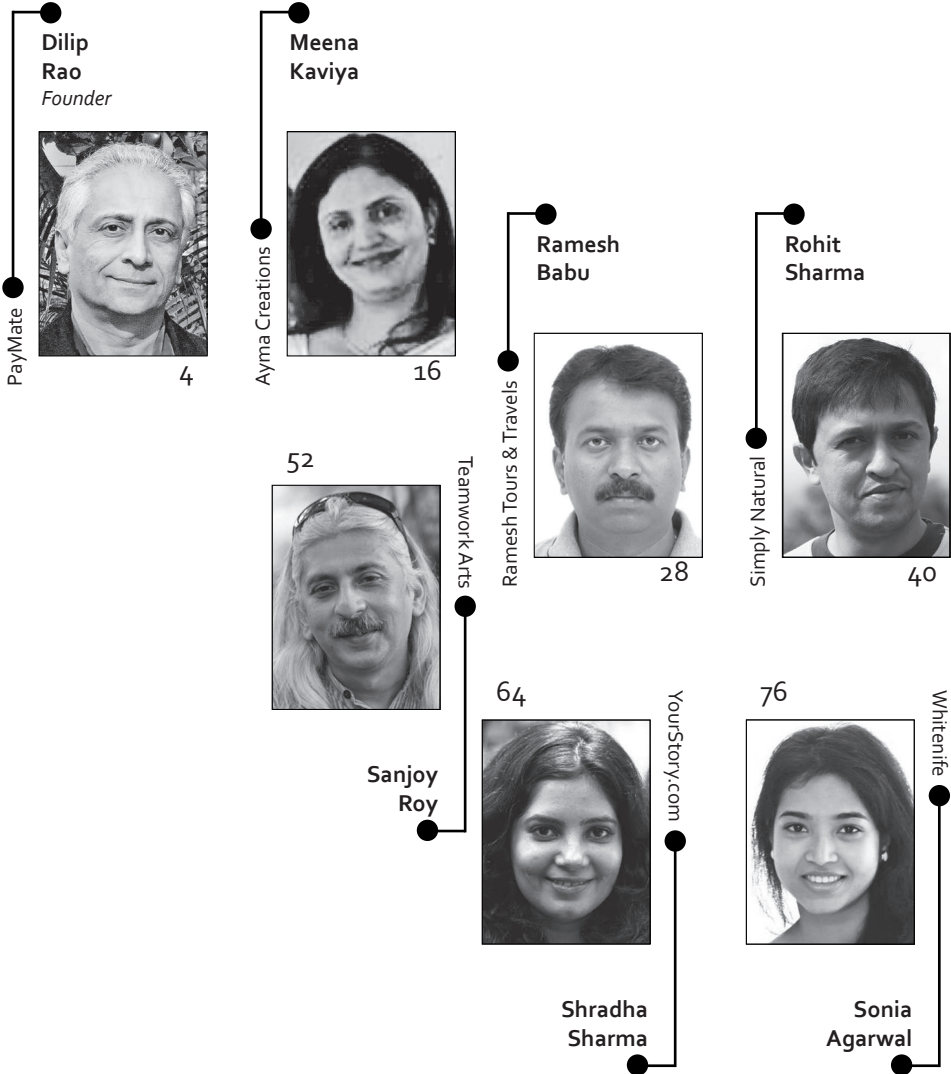 Dilip
Rao
Founder
PayMate
4
Meena
Kaviya
Ayma Creations
16
Ramesh
Babu
Ramesh Tours & Travels
28
Rohit
Sharma
Simply Natural
40
52
Teamwork Arts
Sanjoy
Roy
64
YourStory.com
Shradha
Sharma
76
Whitenife
Sonia
Agarwal